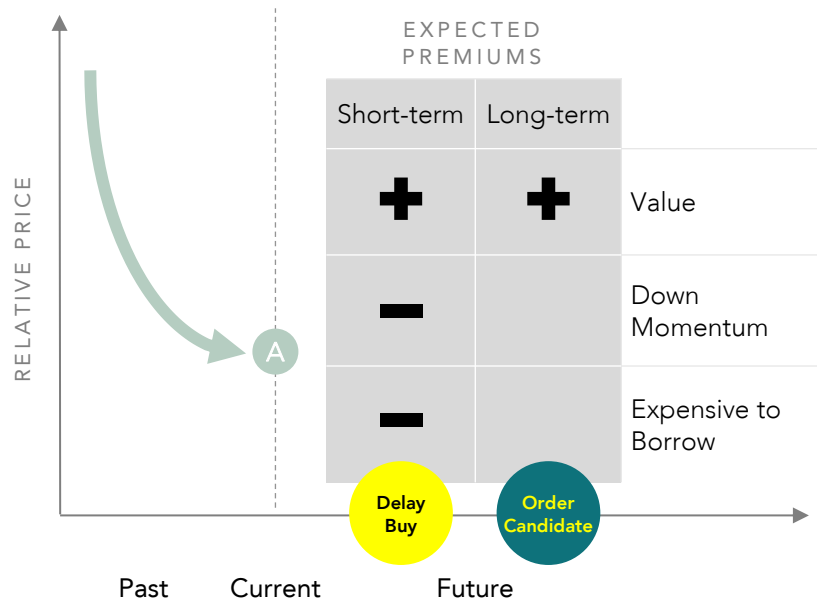 EXPECTED
PREMIUMS
Short-term
Long-term
Value
Down
Momentum
Expensive to
Borrow
RELATIVE PRICE
A
Delay
Buy
Order
Candidate
Past
Current
Future